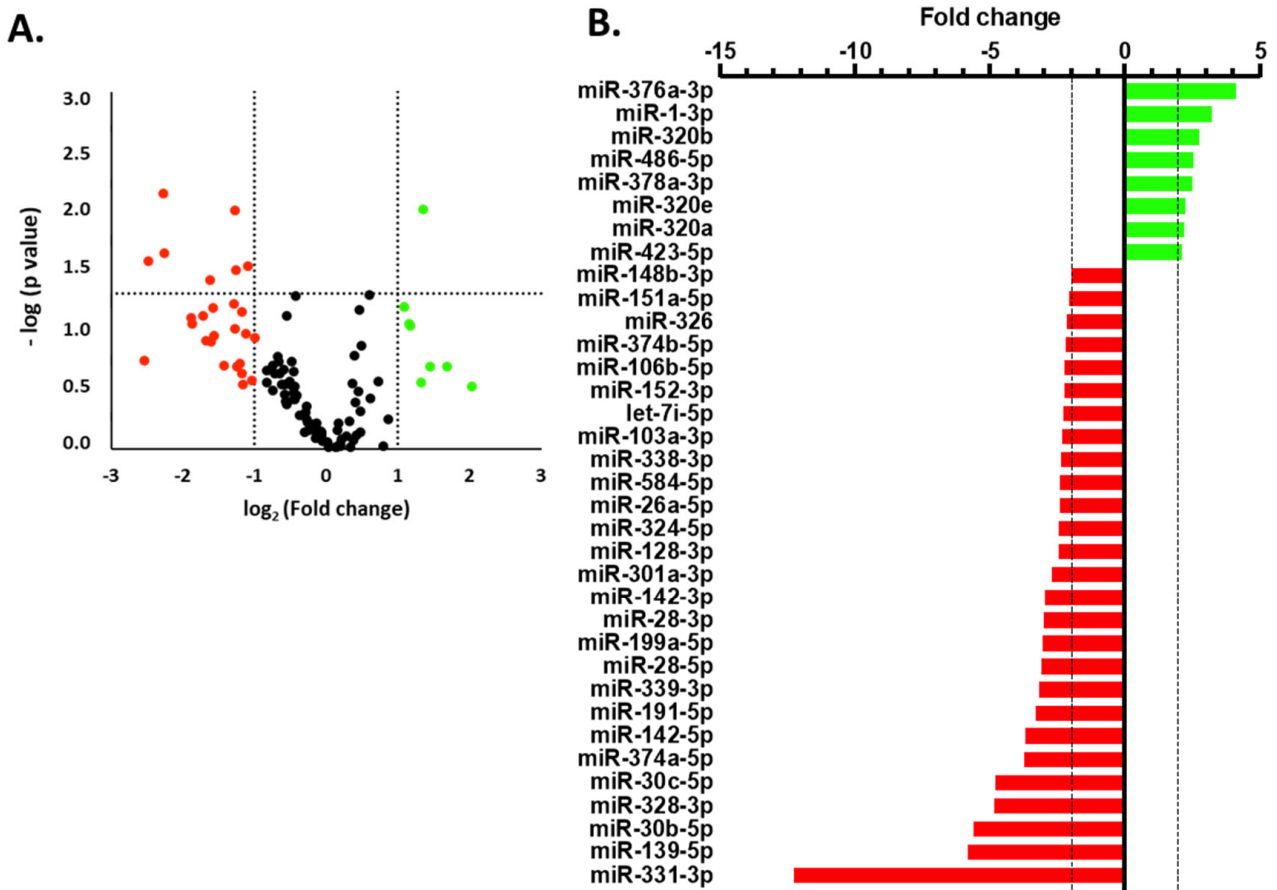 A.
3.0
2.5
2.0
1.5
1.0
0.5
0.0
- log (p value)
-3 -2 -1 0 1 2 3
log2 (Fold change)
B.
Fold change
-15 -10 -5 0 5
miR-376a-3p
miR-1-3p
miR-320b
miR-486-5p
miR-378a-3p
miR-320e
miR-320a
miR-423-5p
miR-148b-3p
miR-151a-5p
miR-326
miR-374b-5p
miR-106b-5p
miR-152-3p
let-7i-5p
miR-103a-3p
miR-338-3p
miR-584-5p
miR-26a-5p
miR-324-5p
miR-128-3p
miR-301a-3p
miR-142-3p
miR-28-3p
miR-199a-5p
miR-28-5p
miR-339-3p
miR-191-5p
miR-142-5p
miR-374a-5p
miR-30c-5p
miR-328-3p
miR-30b-5p
miR-139-5p
miR-331-3p